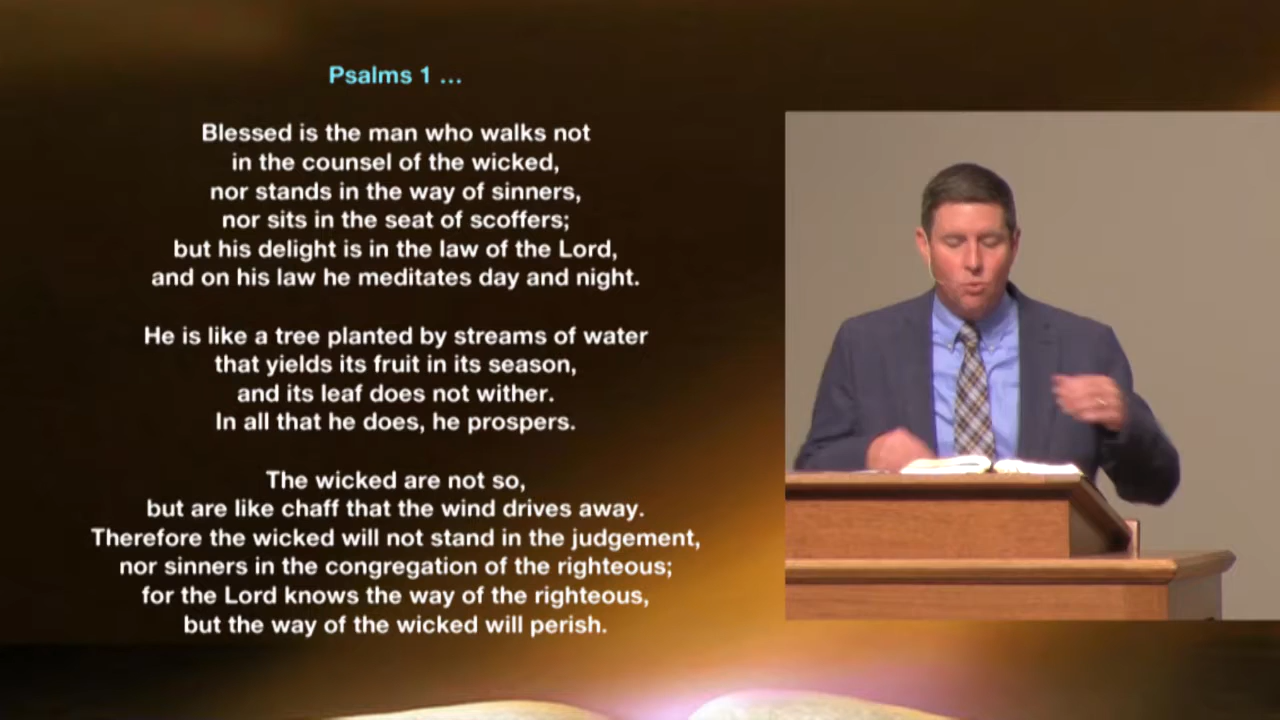 Psalms 1 ...
Blessed is the man who walks not
in the counsel of the wicked,
nor stands in the way of sinners,
nor sits in the seat of scoffers;
but his delight is in the law of the Lord,
and on his law he meditates day and night.
He is like a tree planted by streams of water
that yields its fruit in its season,
and its leaf does not wither.
In all that he does, he prospers.
The wicked are not so,
but are like chaff that the wind drives away.
Therefore the wicked will not stand in the judgement,
nor sinners in the congregation of the righteous;
for the Lord knows the way of the righteous,
but the way of the wicked will perish.